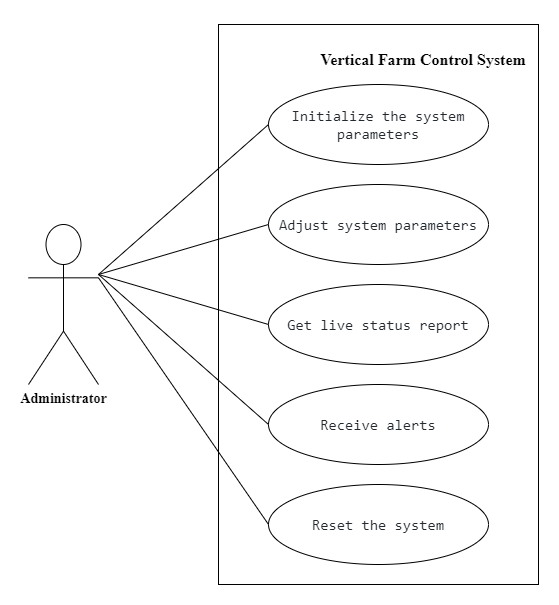 Vertical Farm Control System
Initialize the system
parameters
Adjust system parameters
Get live status report
Administrator
Receive alerts
Reset the system